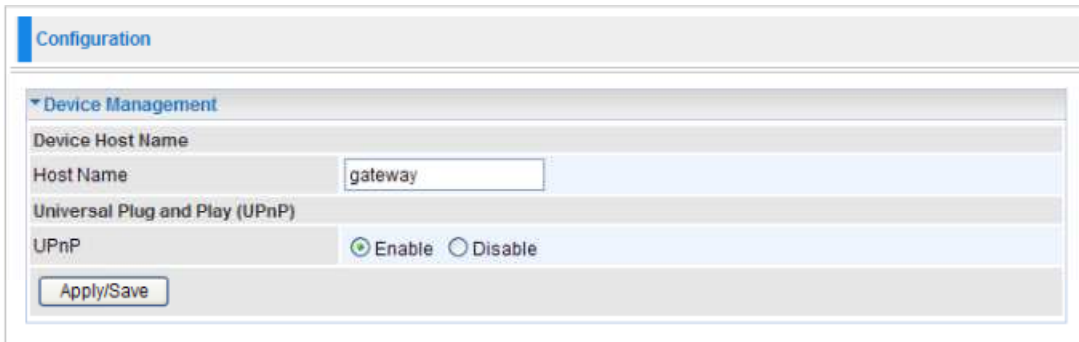 Configuration
Device Management
Device Host Name
Host Name gateway
Universal Plug and Play (UPnP)
UPnP Enable Disable
Apply/Save